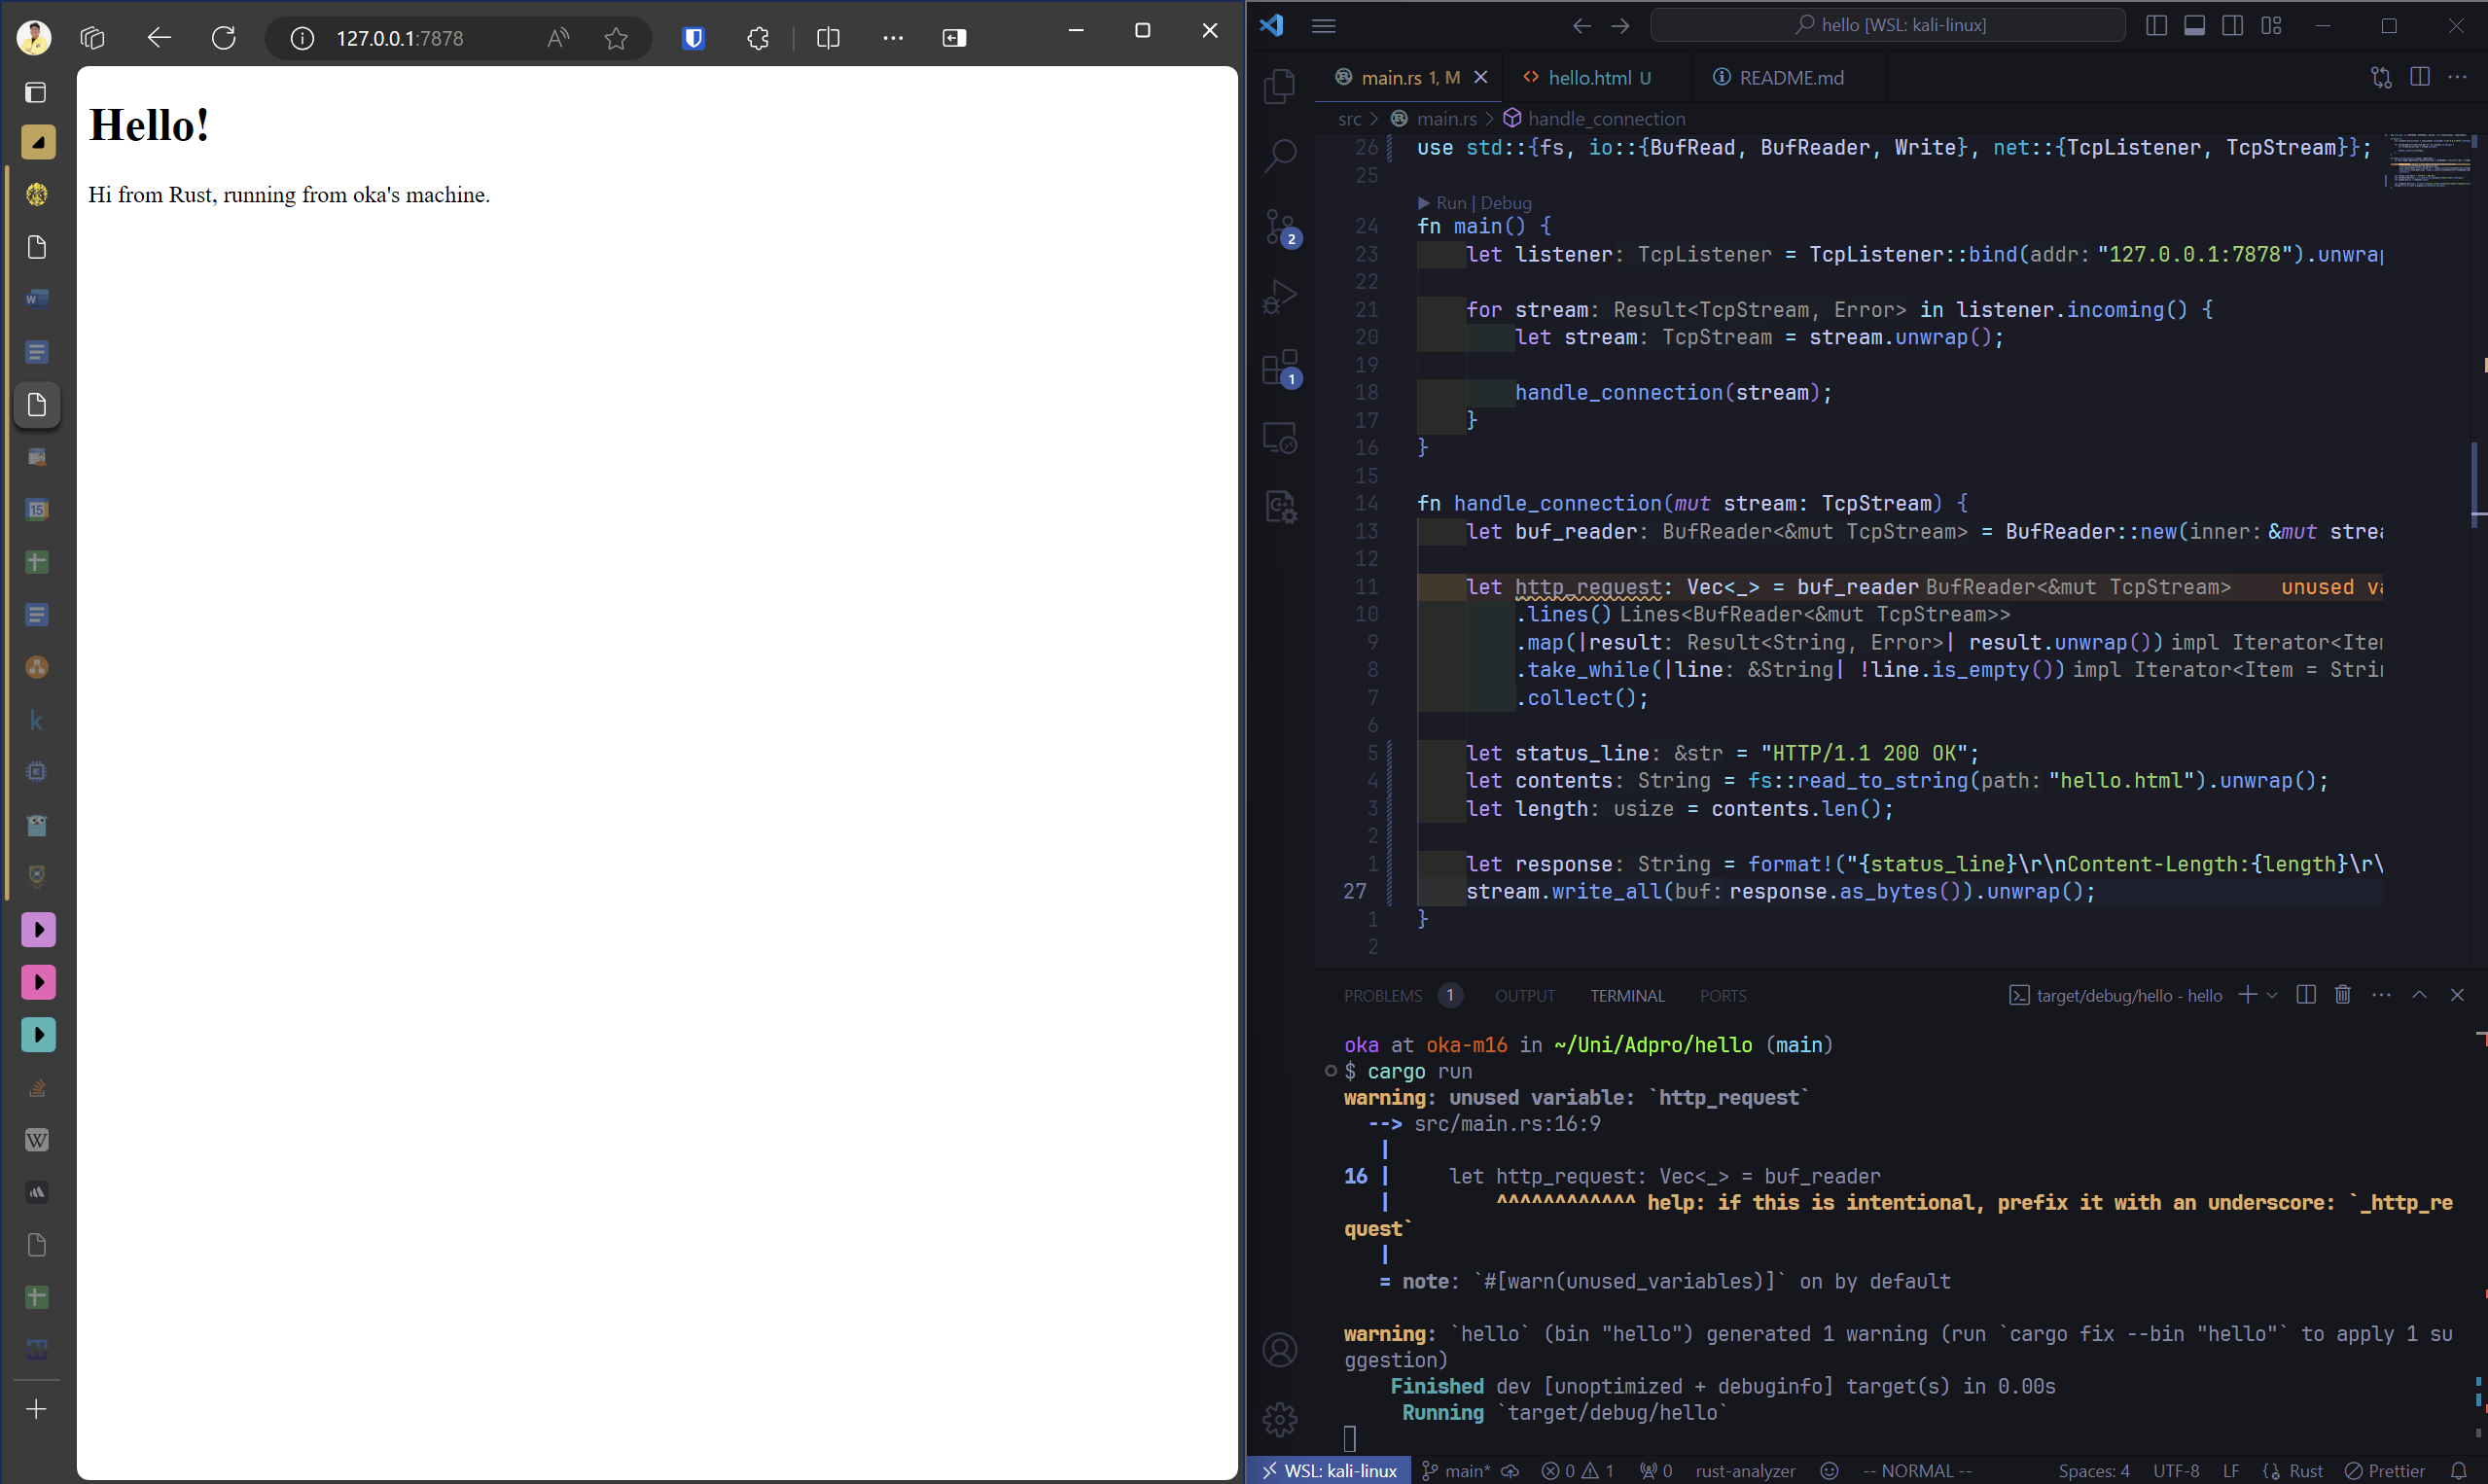 127.0.0.1:7878
Hello!
Hi from Rust, running from oka's machine.
hello [WSL: kali-linux]
main.rs 1, M
hello.html U
README.md
src > main.rs > handle_connection
26 use std::{fs, io::{BufRead, BufReader, Write}, net::{TcpListener, TcpStream}};
25
Run | Debug
24 fn main() {
23 let listener: TcpListener = TcpListener::bind(addr: "127.0.0.1:7878").unwrap
22
21 for stream: Result<TcpStream, Error> in listener.incoming() {
20 let stream: TcpStream = stream.unwrap();
19
18 handle_connection(stream);
17 }
16 }
15
14 fn handle_connection(mut stream: TcpStream) {
13 let buf_reader: BufReader<&mut TcpStream> = BufReader::new(inner: &mut strea
12
11 let http_request: Vec<_> = buf_reader BufReader<&mut TcpStream> unused va
10 .lines() Lines<BufReader<&mut TcpStream>>
9 .map(|result: Result<String, Error>| result.unwrap()) impl Iterator<Item
8 .take_while(|line: &String| !line.is_empty()) impl Iterator<Item = Strin
7 .collect();
6
5 let status_line: &str = "HTTP/1.1 200 OK";
4 let contents: String = fs::read_to_string(path: "hello.html").unwrap();
3 let length: usize = contents.len();
2
1 let response: String = format!("{status_line}\r\nContent-Length:{length}\r\
27 stream.write_all(buf: response.as_bytes()).unwrap();
1 }
2
PROBLEMS 1 OUTPUT TERMINAL PORTS
target/debug/hello - hello
oka at oka-m16 in ~/Uni/Adpro/hello (main)
$ cargo run
warning: unused variable: `http_request`
--> src/main.rs:16:9
|
16 | let http_request: Vec<_> = buf_reader
| ^^^^^^^^^^^^ help: if this is intentional, prefix it with an underscore: `_http_re
quest`
|
= note: `#[warn(unused_variables)]` on by default
warning: `hello` (bin "hello") generated 1 warning (run `cargo fix --bin "hello"` to apply 1 su
ggestion)
Finished dev [unoptimized + debuginfo] target(s) in 0.00s
Running `target/debug/hello`
WSL: kali-linux main* 0 1 0 rust-analyzer -- NORMAL -- Spaces: 4 UTF-8 LF Rust Prettier
2
1
15
W
k
W